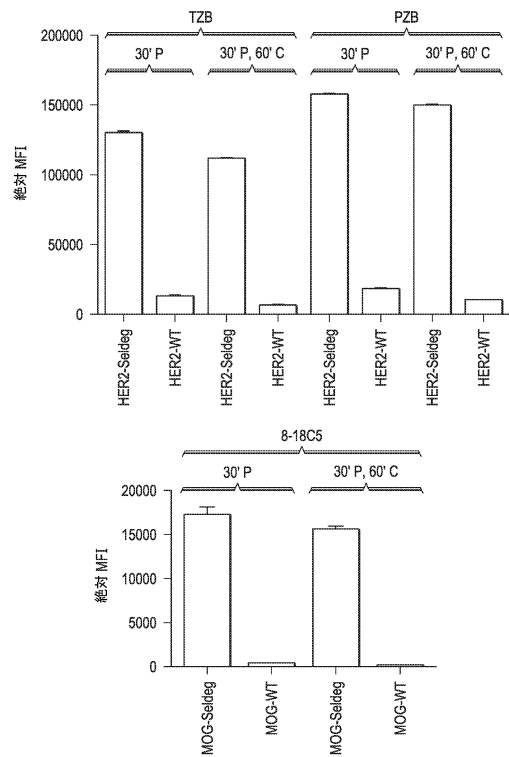 TZB PZB
30' P 30' P, 60' C 30' P 30' P, 60' C
200000
150000
100000
50000
0
絶対 MFI
HER2-Seldeg
HER2-WT
HER2-Seldeg
HER2-WT
HER2-Seldeg
HER2-WT
HER2-Seldeg
HER2-WT
8-18C5
30' P 30' P, 60' C
20000
15000
10000
5000
0
絶対 MFI
MOG-Seldeg
MOG-WT
MOG-Seldeg
MOG-WT